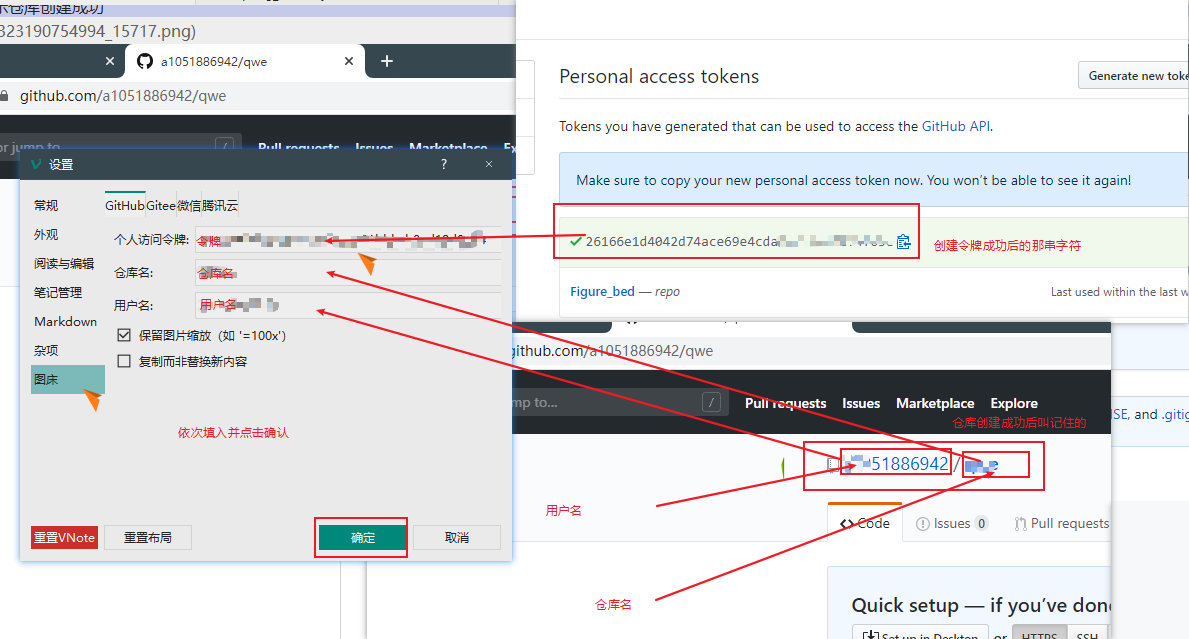 示仓库创建成功
323190754994_15717.png)
a1051886942/qwe
github.com/a1051886942/qwe
or jump to...
/
Pull requests
Issues
Marketplace
设置
?
常规
外观
阅读与编辑
笔记管理
Markdown
杂项
图床
GitHub
Gitee
微信
腾讯云
个人访问令牌:
令牌
仓库名:
仓库名
用户名:
用户名
保留图片缩放（如 '=100x'）
复制而非替换新内容
依次填入并点击确认
重置VNote
重置布局
确定
取消
Personal access tokens
Generate new
Tokens you have generated that can be used to access the GitHub API.
Make sure to copy your new personal access token now. You won't be able to see it again!
26166e1d4042d74ace69e4cda
创建令牌成功后的那串字符
Figure_bed — repo
Last used within the last w
github.com/a1051886942/qwe
mp to...
/
Pull requests
Issues
Marketplace
Explore
仓库创建成功后叫记住的
SE, and .gitig
51886942 /
用户名
Code
Issues 0
Pull requests
仓库名
Quick setup — if you've done
Set up in Desktop
or
HTTPS
SSH